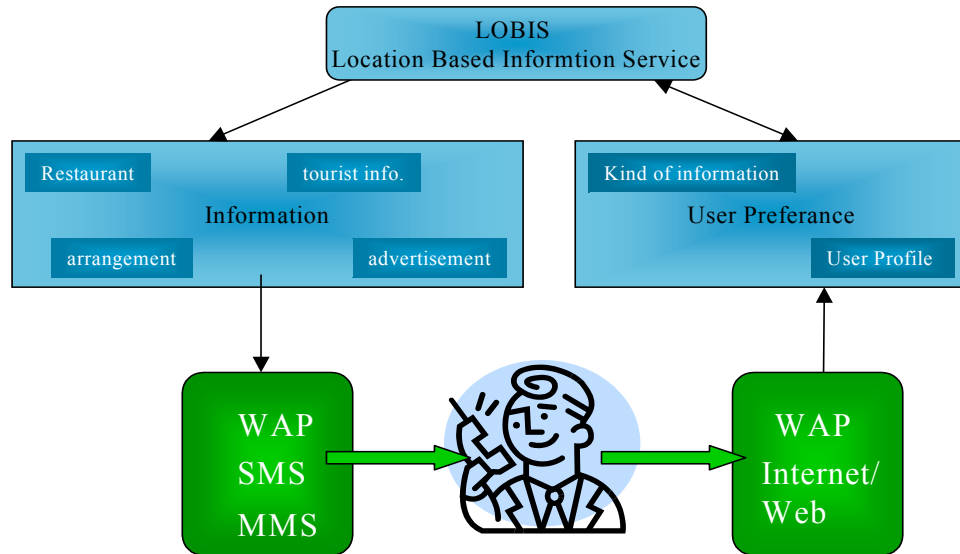 LOBIS
Location Based Informtion Service
Restaurant
tourist info.
Information
arrangement
advertisement
Kind of information
User Preferance
User Profile
WAP
SMS
MMS
WAP
Internet/
Web